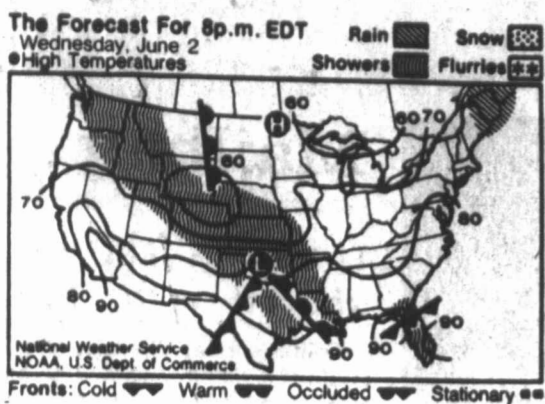 The Forecast For 8p.m. EDT
Wednesday, June 2
High Temperatures
Rain
Snow
Showers
Flurries
60
H
60 70
60
70
80
L
80 90
90
90
90
National Weather Service
NOAA, U.S. Dept. of Commerce
Fronts: Cold Warm Occluded Stationary